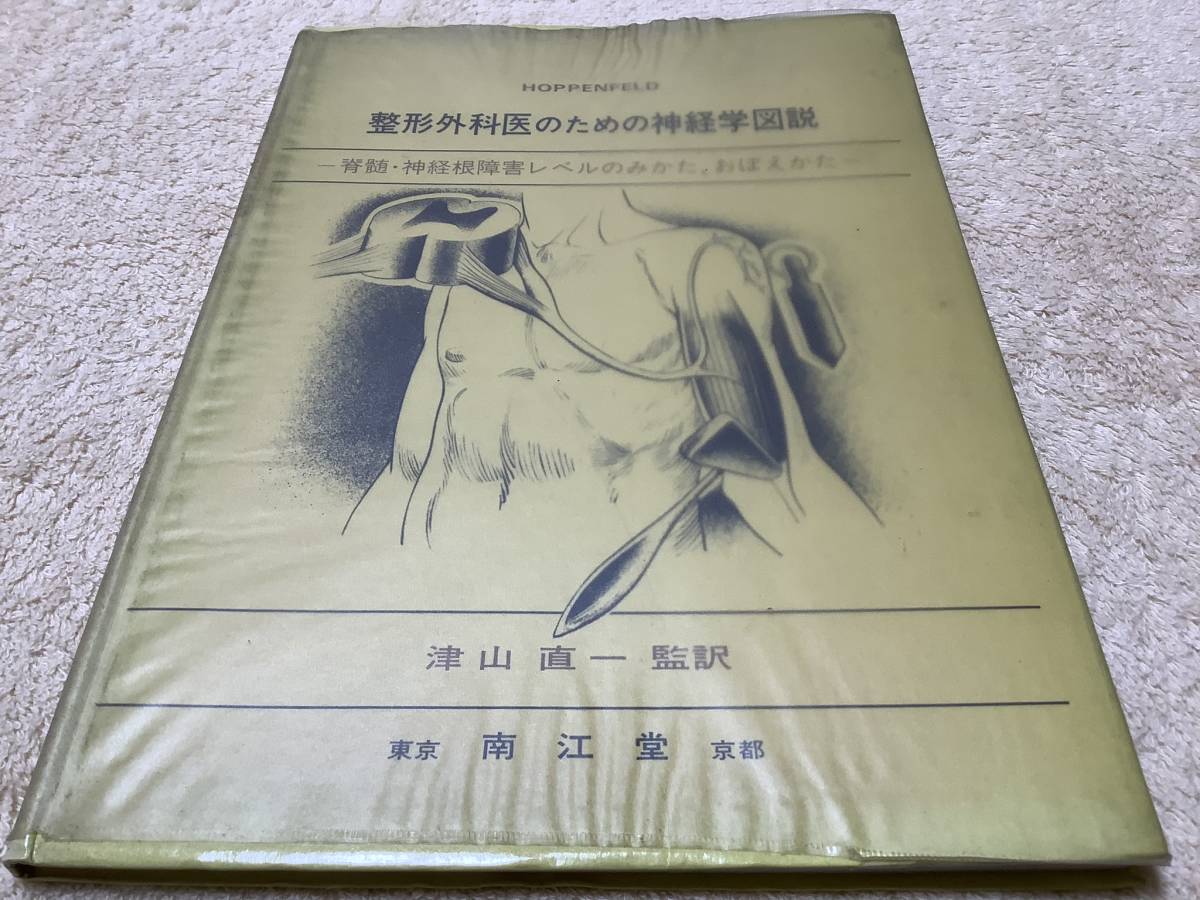 HOPPENFELD
整形外科医のための神経学図説
―脊髄・神経根障害レベルのみかた,おぼえかた―
津山直一 監訳
東京 南江堂 京都